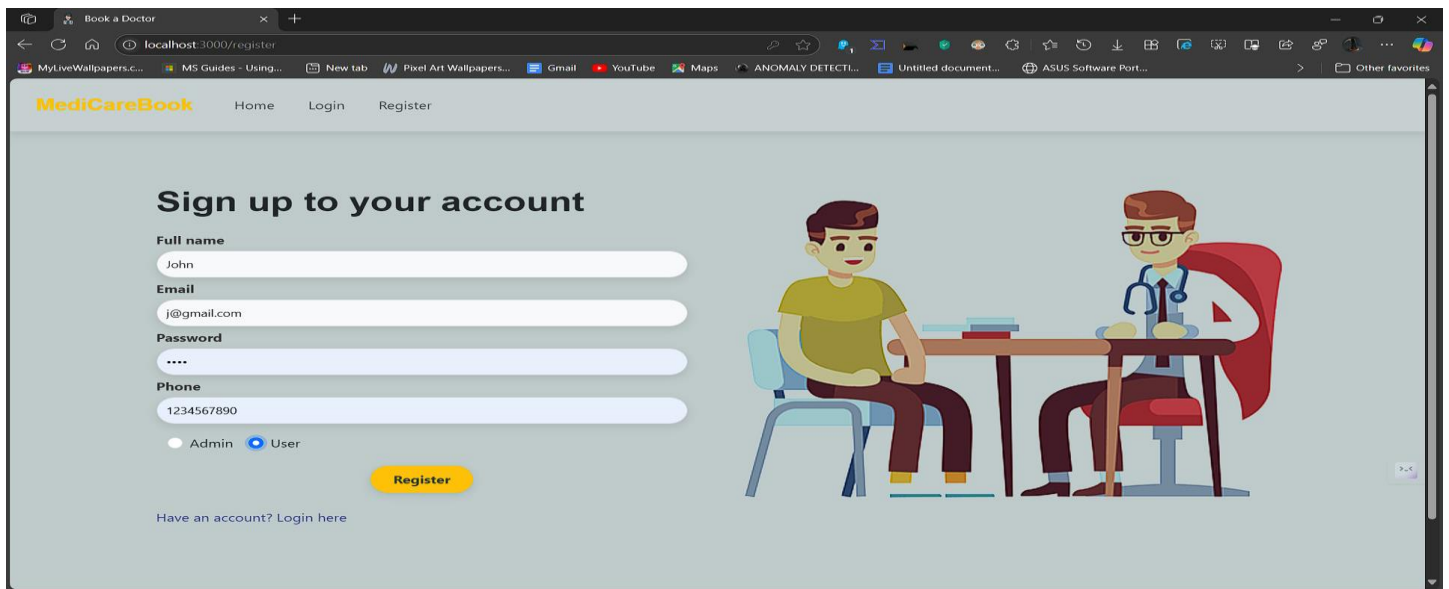 Book a Doctor
localhost:3000/register
MyLiveWallpapers.c... MS Guides - Using... New tab Pixel Art Wallpapers... Gmail YouTube Maps ANOMALY DETECTI... Untitled document... ASUS Software Port... Other favorites
MediCareBook Home Login Register
Sign up to your account
Full name
John
Email
j@gmail.com
Password
••••
Phone
1234567890
Admin User
Register
Have an account? Login here